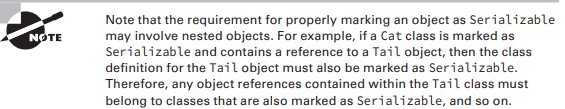 NOTE
Note that the requirement for properly marking an object as Serializable
may involve nested objects. For example, if a Cat class is marked as
Serializable and contains a reference to a Tail object, then the class
definition for the Tail object must also be marked as Serializable.
Therefore, any object references contained within the Tail class must
belong to classes that are also marked as Serializable, and so on.